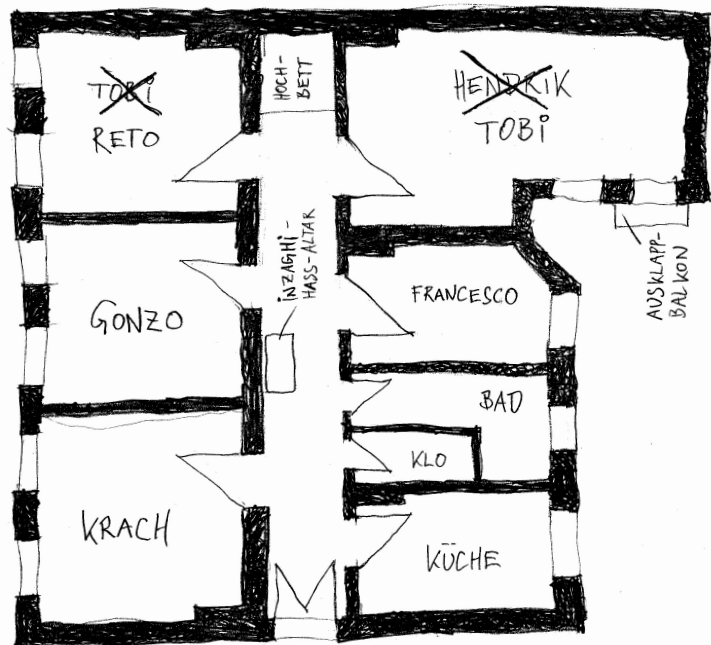 TOBI
RETO
HOCH-
BETT
HENDRIK
TOBI
GONZO
INZAGHI-
HASS-ALTAR
FRANCESCO
AUSKLAPP-
BALKON
BAD
KLO
KRACH
KÜCHE